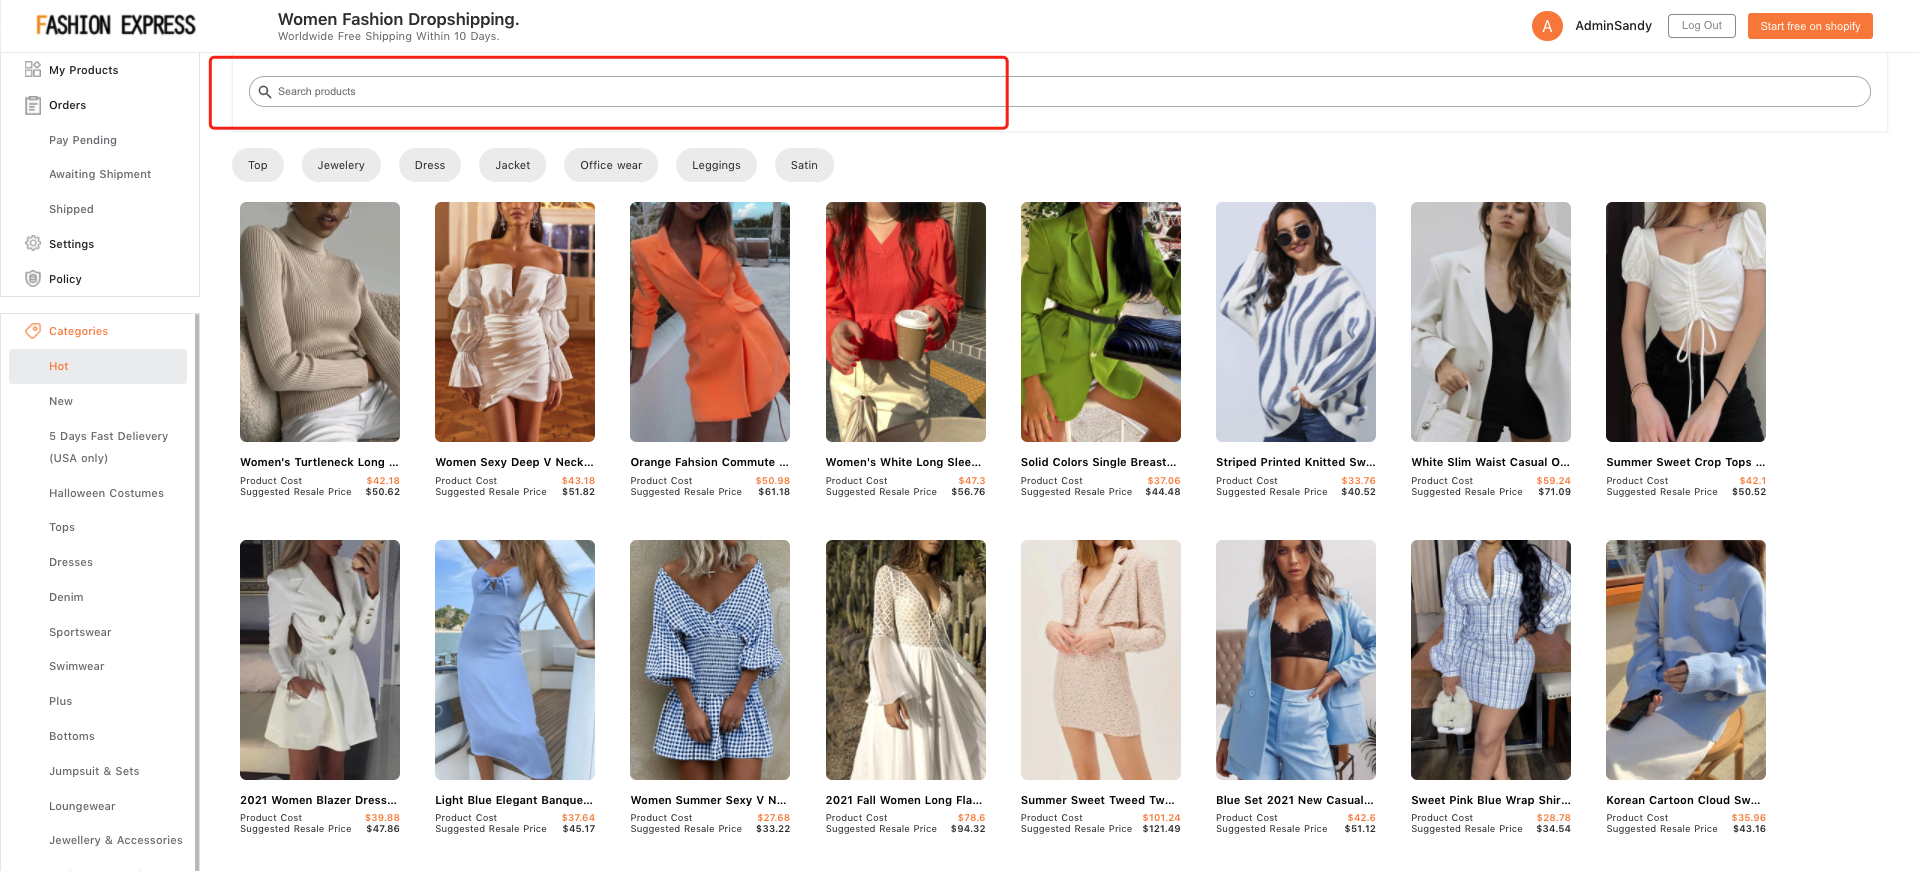 FASHION EXPRESS
Women Fashion Dropshipping.
Worldwide Free Shipping Within 10 Days.
A
AdminSandy
Log Out
Start free on shopify
My Products
Orders
Pay Pending
Awaiting Shipment
Shipped
Settings
Policy
Categories
Hot
New
5 Days Fast Delievery
(USA only)
Halloween Costumes
Tops
Dresses
Denim
Sportswear
Swimwear
Plus
Bottoms
Jumpsuit & Sets
Loungewear
Jewellery & Accessories
Search products
Top
Jewelery
Dress
Jacket
Office wear
Leggings
Satin
Women's Turtleneck Long ...
Product Cost $42.18
Suggested Resale Price $50.62
Women Sexy Deep V Neck...
Product Cost $43.18
Suggested Resale Price $51.82
Orange Fahsion Commute ...
Product Cost $50.98
Suggested Resale Price $61.18
Women's White Long Slee...
Product Cost $47.3
Suggested Resale Price $56.76
Solid Colors Single Breast...
Product Cost $37.06
Suggested Resale Price $44.48
Striped Printed Knitted Sw...
Product Cost $33.76
Suggested Resale Price $40.52
White Slim Waist Casual O...
Product Cost $59.24
Suggested Resale Price $71.09
Summer Sweet Crop Tops ...
Product Cost $42.1
Suggested Resale Price $50.52
2021 Women Blazer Dress...
Product Cost $39.88
Suggested Resale Price $47.86
Light Blue Elegant Banque...
Product Cost $37.64
Suggested Resale Price $45.17
Women Summer Sexy V N...
Product Cost $27.68
Suggested Resale Price $33.22
2021 Fall Women Long Fla...
Product Cost $78.6
Suggested Resale Price $94.32
Summer Sweet Tweed Tw...
Product Cost $101.24
Suggested Resale Price $121.49
Blue Set 2021 New Casual...
Product Cost $42.6
Suggested Resale Price $51.12
Sweet Pink Blue Wrap Shir...
Product Cost $28.78
Suggested Resale Price $34.54
Korean Cartoon Cloud Sw...
Product Cost $35.96
Suggested Resale Price $43.16